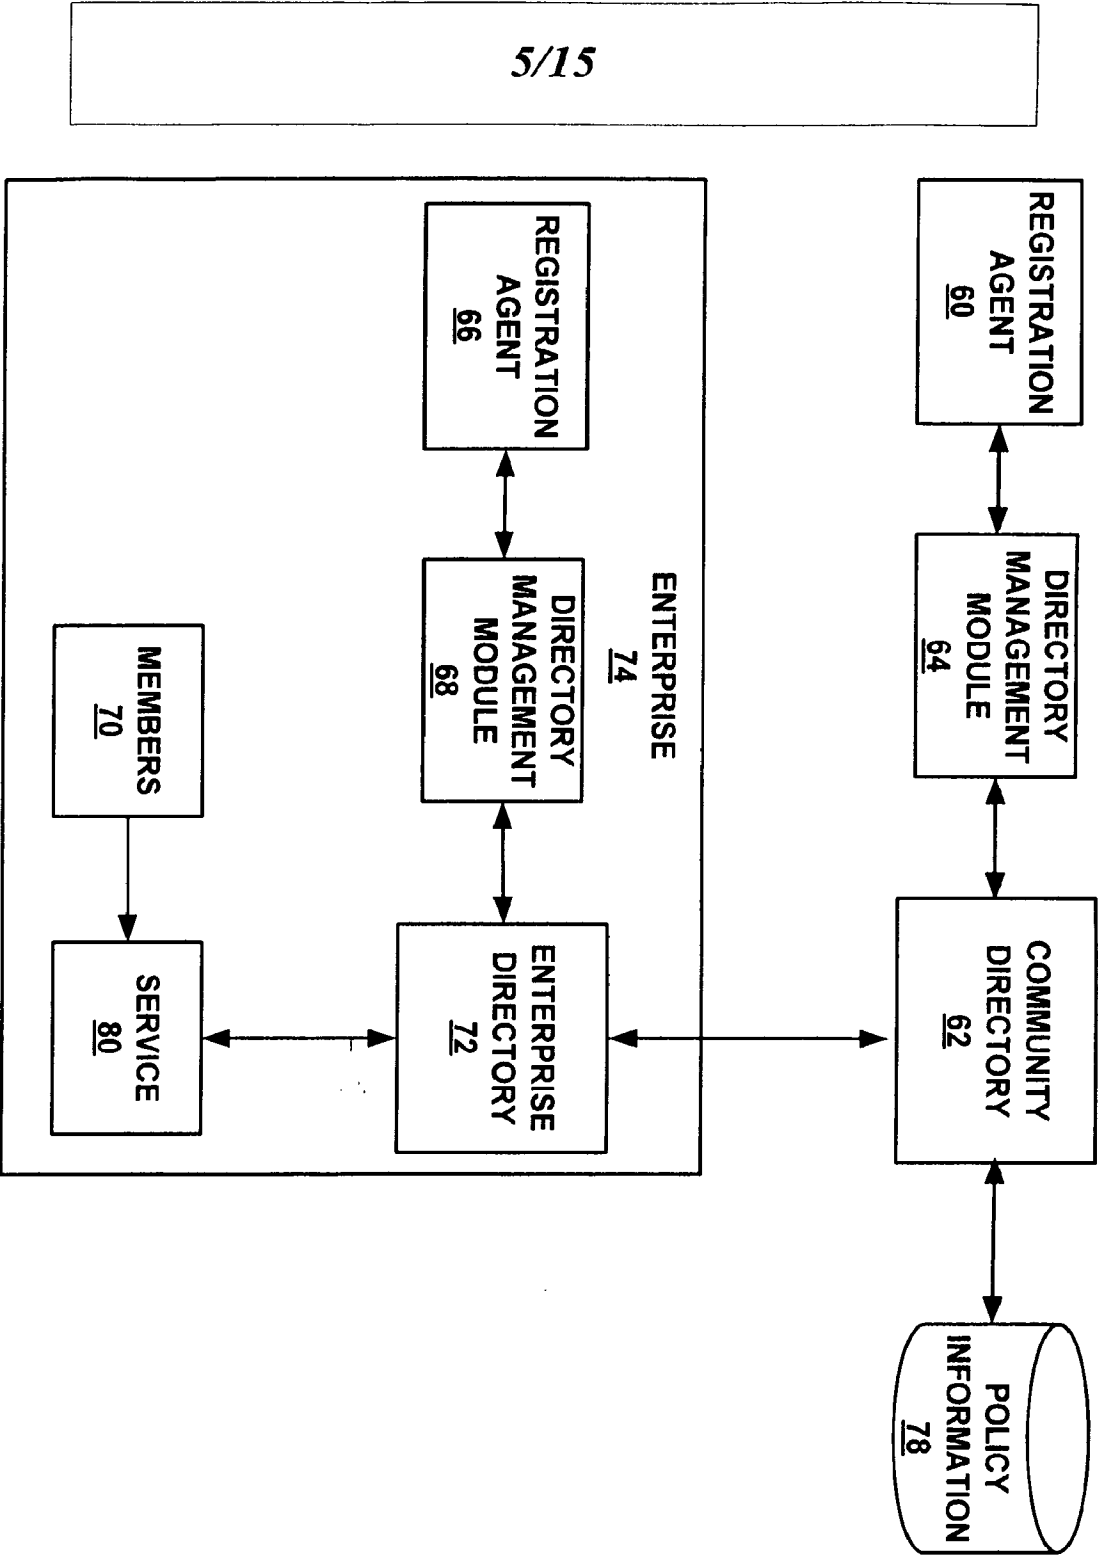 5/15
REGISTRATION
AGENT
60
DIRECTORY
MANAGEMENT
MODULE
64
COMMUNITY
DIRECTORY
62
POLICY
INFORMATION
78
ENTERPRISE
74
REGISTRATION
AGENT
66
DIRECTORY
MANAGEMENT
MODULE
68
ENTERPRISE
DIRECTORY
72
MEMBERS
70
SERVICE
80